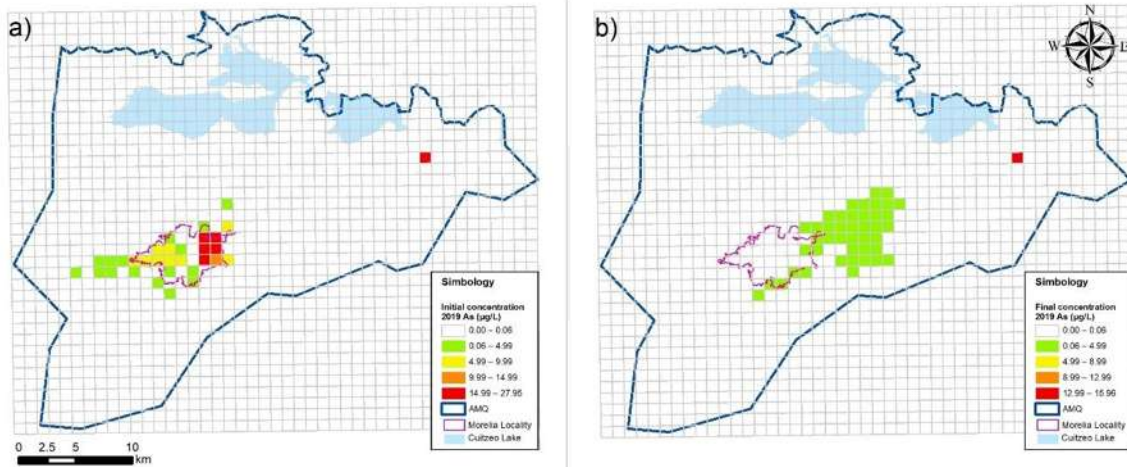 a)
Simbology
Initial concentration
2019 As (µg/L)
0.00 – 0.06
0.06 – 4.99
4.99 – 9.99
9.99 – 14.99
14.99 – 27.95
AMQ
Morelia Locality
Cuitzeo Lake
0 2.5 5 10
km
b)
N
W E
S
Simbology
Final concentration
2019 As (µg/L)
0.00 – 0.06
0.06 – 4.99
4.99 – 8.99
8.99 – 12.99
12.99 – 15.96
AMQ
Morelia Locality
Cuitzeo Lake